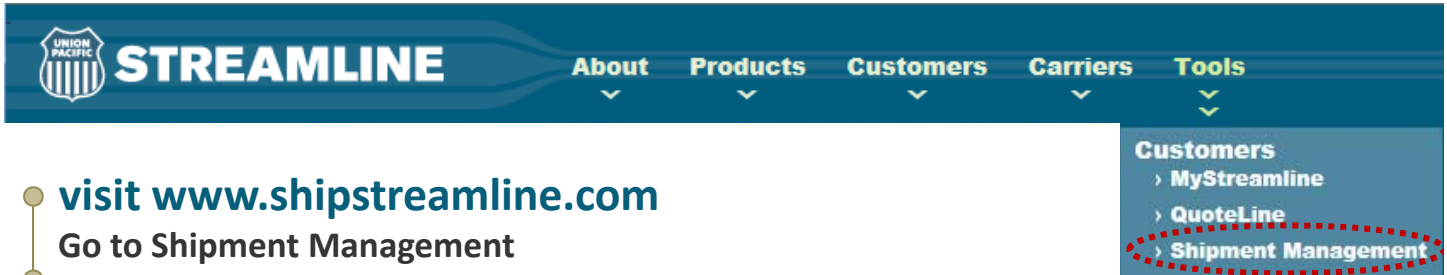 UNION
PACIFIC
STREAMLINE
About Products Customers Carriers Tools
Customers
› MyStreamline
› QuoteLine
› Shipment Management
visit www.shipstreamline.com
Go to Shipment Management